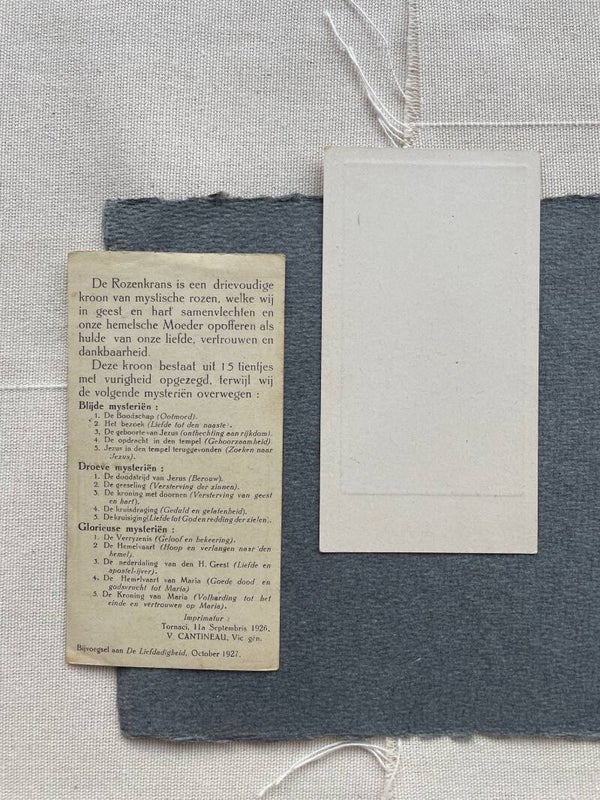 De Rozenkrans is een drievoudige
kroon van mystische rozen, welke wij
in geest en hart samenvlechten en
onze hemelsche Moeder opofferen als
hulde van onze liefde, vertrouwen en
dankbaarheid.
Deze kroon bestaat uit 15 tientjes
met vurigheid opgezegd, terwijl wij
de volgende mysteriën overwegen :
Blijde mysteriën :
1. De Boodschap (Ootmoed).
2. Het bezoek (Liefde tot den naaste).
3. De geboorte van Jezus (onthechting aan rijkdom).
4. De opdracht in den tempel (Gehoorzaamheid)
5. Jezus in den tempel teruggevonden (Zoeken naar
Jezus).
Droeve mysteriën :
1. De doodstrijd van Jerus (Berouw).
2. De geeseling (Versterving der zinnen).
3. De kroning met doornen (Versterving van geest
en hart).
4. De kruisdraging (Geduld en gelatenheid).
5. De kruisiging (Liefde tot God en redding der zielen).
Glorieuse mysteriën :
1. De Verryzenis (Geloof en bekeering).
2 De Hemelvaart (Hoop en verlangen naar den
hemel).
3. De nederdaling van den H. Geest (Liefde en
apostel-ijver).
4. De Hemelvaart van Maria (Goede dood en
godsvrucht tot Maria)
5. De Kroning van Maria (Volharding tot het
einde en vertrouwen op Maria).
Imprimatur :
Tornaci, 11a Septembris 1926,
V. CANTINEAU, Vic gén.
Bijvoegsel aan De Liefdadigheid, October 1927.